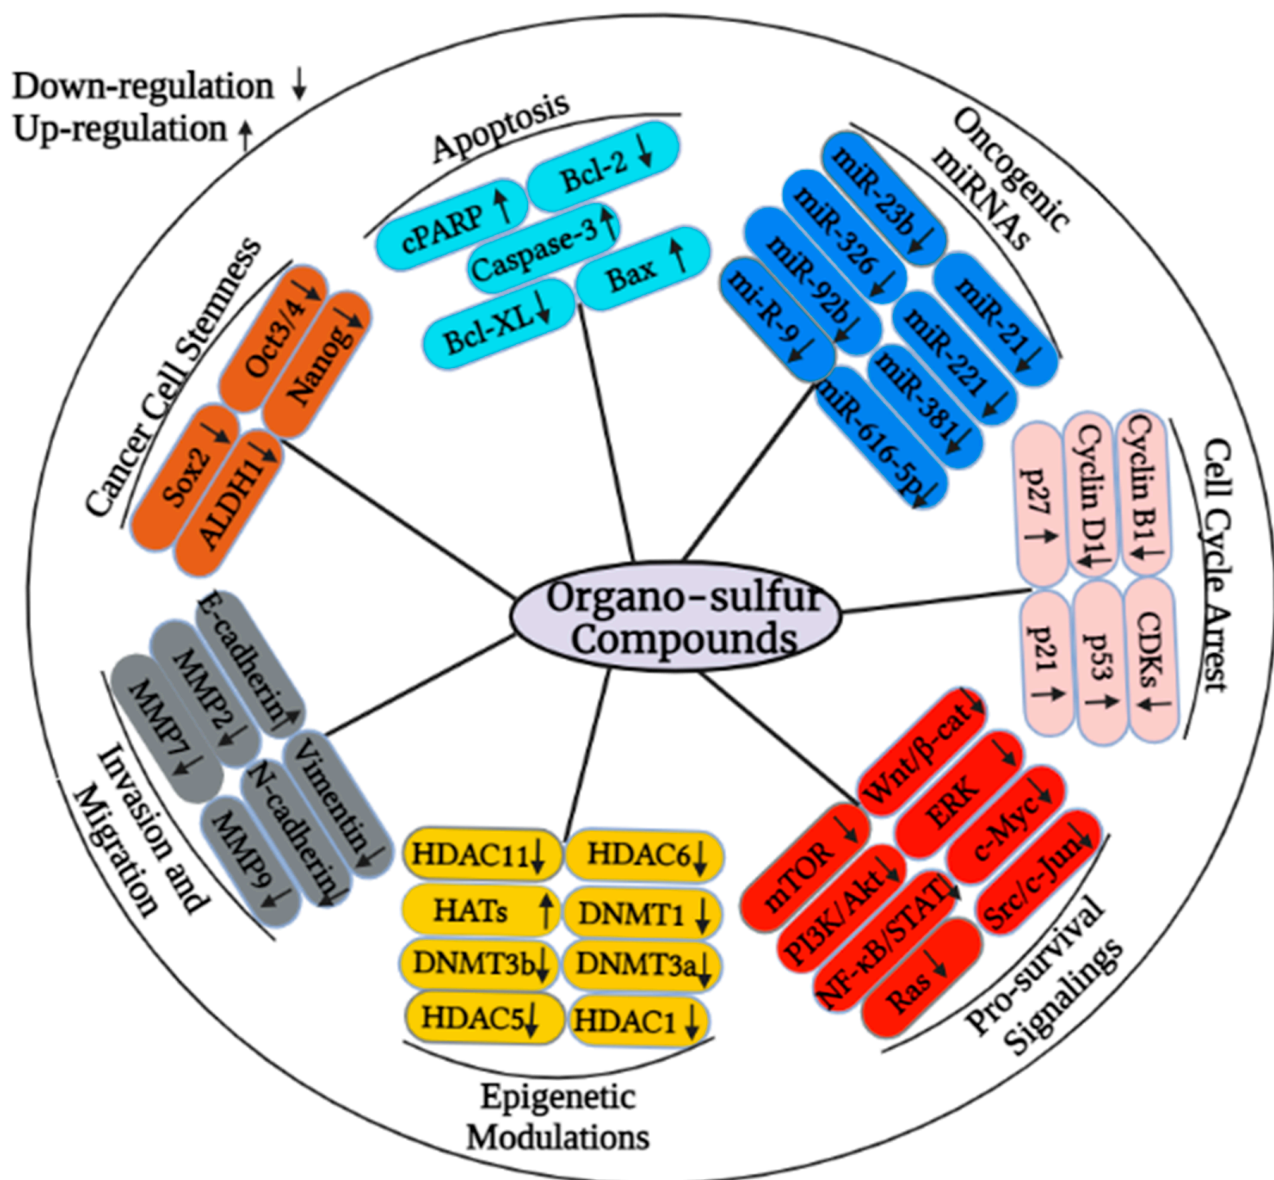 Down-regulation ↓
Up-regulation ↑
Apoptosis
cPARP ↑
Bcl-2 ↓
Caspase-3 ↑
Bax ↑
Bcl-XL ↓
Oncogenic
miRNAs
miR-23b ↓
miR-326 ↓
miR-92b ↓
mi-R-9 ↓
miR-21 ↓
miR-221 ↓
miR-381 ↓
miR-616-5p ↓
Cell Cycle Arrest
p27 ↑
Cyclin D1 ↓
Cyclin B1 ↓
p21 ↑
p53 ↑
CDKs ↓
Pro-survival
Signalings
Wnt/β-cat ↓
ERK ↓
c-Myc ↓
Src/c-Jun ↓
mTOR ↓
PI3K/Akt ↓
NF-κB/STAT ↓
Ras ↓
Epigenetic
Modulations
HDAC11 ↓
HDAC6 ↓
HATs ↑
DNMT1 ↓
DNMT3b ↓
DNMT3a ↓
HDAC5 ↓
HDAC1 ↓
Invasion and
Migration
E-cadherin ↑
MMP2 ↓
MMP7 ↓
Vimentin ↓
N-cadherin ↓
MMP9 ↓
Cancer Cell Stemness
Oct3/4 ↓
Nanog ↓
Sox2 ↓
ALDH1 ↓
Organo-sulfur
Compounds